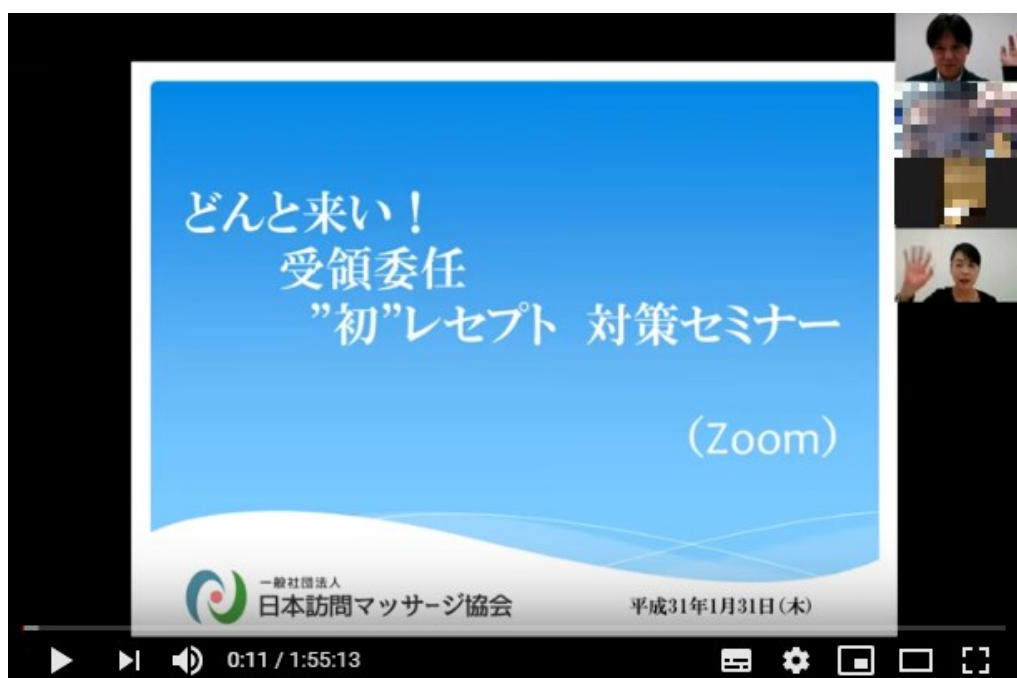 どんと来い！
受領委任
”初”レセプト 対策セミナー
（Zoom）
一般社団法人
日本訪問マッサージ協会
平成31年1月31日（木）
0:11 / 1:55:13